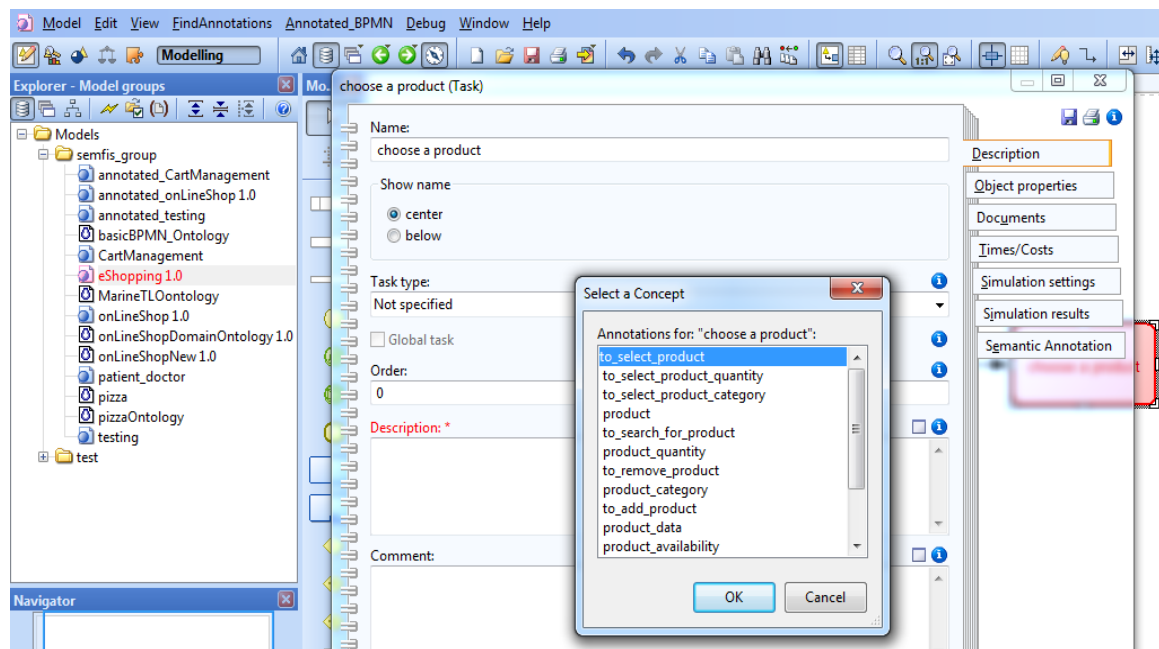 Model Edit View FindAnnotations Annotated_BPMN Debug Window Help
Modelling
Explorer - Model groups
Mo.
choose a product (Task)
Models
semfis_group
annotated_CartManagement
annotated_onLineShop 1.0
annotated_testing
basicBPMN_Ontology
CartManagement
eShopping 1.0
MarineTLOontology
onLineShop 1.0
onLineShopDomainOntology 1.0
onLineShopNew 1.0
patient_doctor
pizza
pizzaOntology
testing
test
Navigator
Name:
choose a product
Show name
center
below
Task type:
Not specified
Global task
Order:
0
Description: *
Comment:
Select a Concept
Annotations for: "choose a product":
to_select_product
to_select_product_quantity
to_select_product_category
product
to_search_for_product
product_quantity
to_remove_product
product_category
to_add_product
product_data
product_availability
OK Cancel
Description
Object properties
Documents
Times/Costs
Simulation settings
Simulation results
Semantic Annotation
choose a product